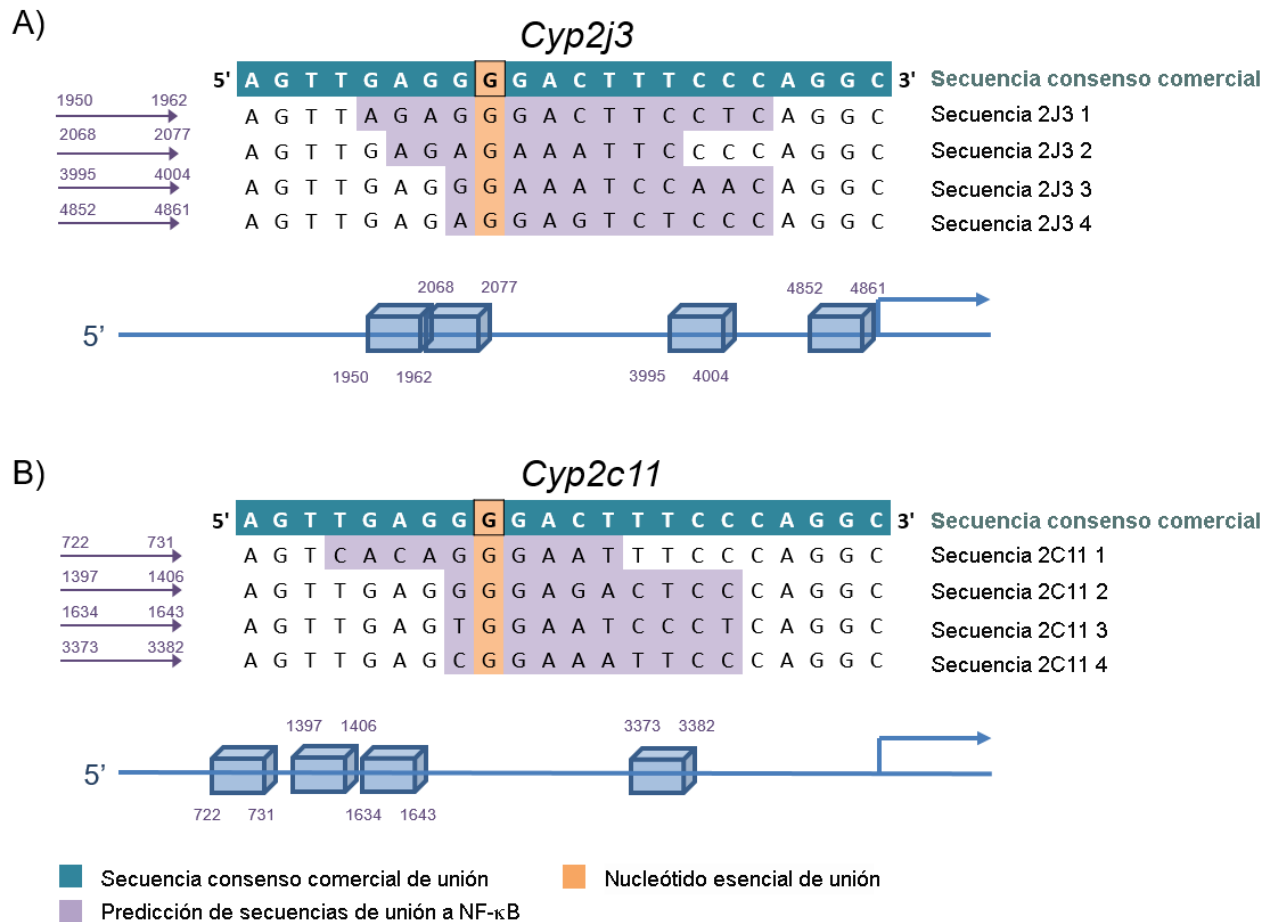 A)
Cyp2j3
5' A G T T G A G G G G A C T T T C C C A G G C 3' Secuencia consenso comercial
1950 1962 A G T T A G A G G G A C T T C C T C A G G C Secuencia 2J3 1
2068 2077 A G T T G A G A G A A A T T C C C C A G G C Secuencia 2J3 2
3995 4004 A G T T G A G G G A A A T C C A A C A G G C Secuencia 2J3 3
4852 4861 A G T T G A G A G G A G T C T C C C A G G C Secuencia 2J3 4
2068 2077 4852 4861
5'
1950 1962 3995 4004
B)
Cyp2c11
5' A G T T G A G G G G A C T T T C C C A G G C 3' Secuencia consenso comercial
722 731 A G T C A C A G G G A A T T T C C C A G G C Secuencia 2C11 1
1397 1406 A G T T G A G G G G A G A C T C C C A G G C Secuencia 2C11 2
1634 1643 A G T T G A G T G G A A T C C C T C A G G C Secuencia 2C11 3
3373 3382 A G T T G A G C G G A A A T T C C C A G G C Secuencia 2C11 4
1397 1406 3373 3382
5'
722 731 1634 1643
Secuencia consenso comercial de unión Nucleótido esencial de unión
Predicción de secuencias de unión a NF-κB